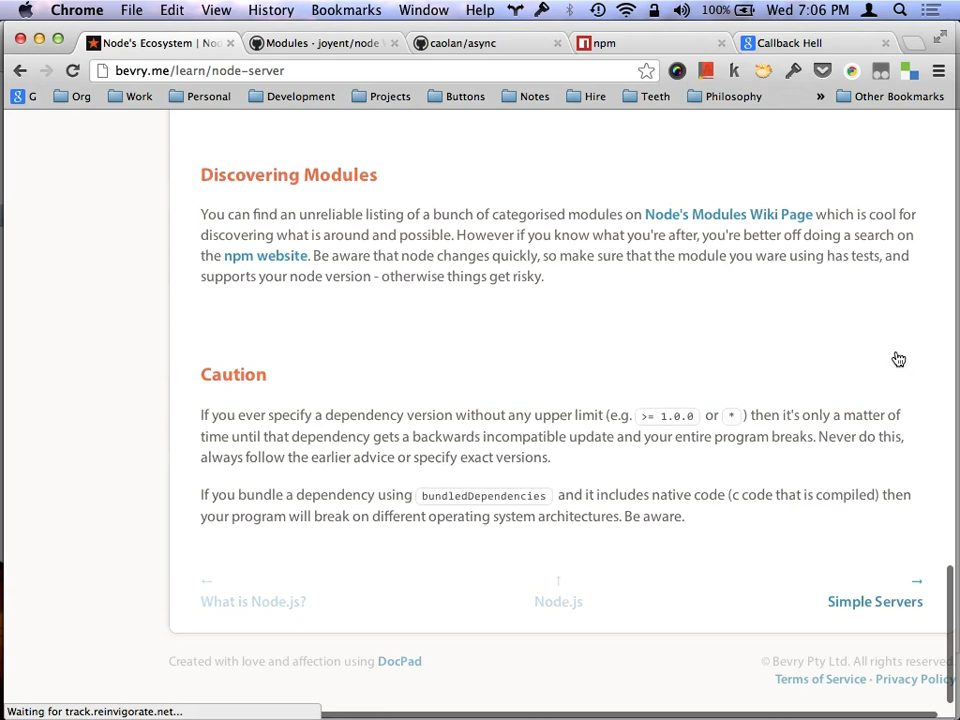 Chrome File Edit View History Bookmarks Window Help 100% Wed 7:06 PM
Node's Ecosystem | Nod Modules · joyent/node W caolan/async npm Callback Hell
bevry.me/learn/node-server
G Org Work Personal Development Projects Buttons Notes Hire Teeth Philosophy » Other Bookmarks
Discovering Modules
You can find an unreliable listing of a bunch of categorised modules on Node's Modules Wiki Page which is cool for
discovering what is around and possible. However if you know what you're after, you're better off doing a search on
the npm website. Be aware that node changes quickly, so make sure that the module you ware using has tests, and
supports your node version - otherwise things get risky.
Caution
If you ever specify a dependency version without any upper limit (e.g. >= 1.0.0 or * ) then it's only a matter of
time until that dependency gets a backwards incompatible update and your entire program breaks. Never do this,
always follow the earlier advice or specify exact versions.
If you bundle a dependency using bundledDependencies and it includes native code (c code that is compiled) then
your program will break on different operating system architectures. Be aware.
← ↑ →
What is Node.js? Node.js Simple Servers
Created with love and affection using DocPad © Bevry Pty Ltd. All rights reserved.
Terms of Service · Privacy Policy
Waiting for track.reinvigorate.net...